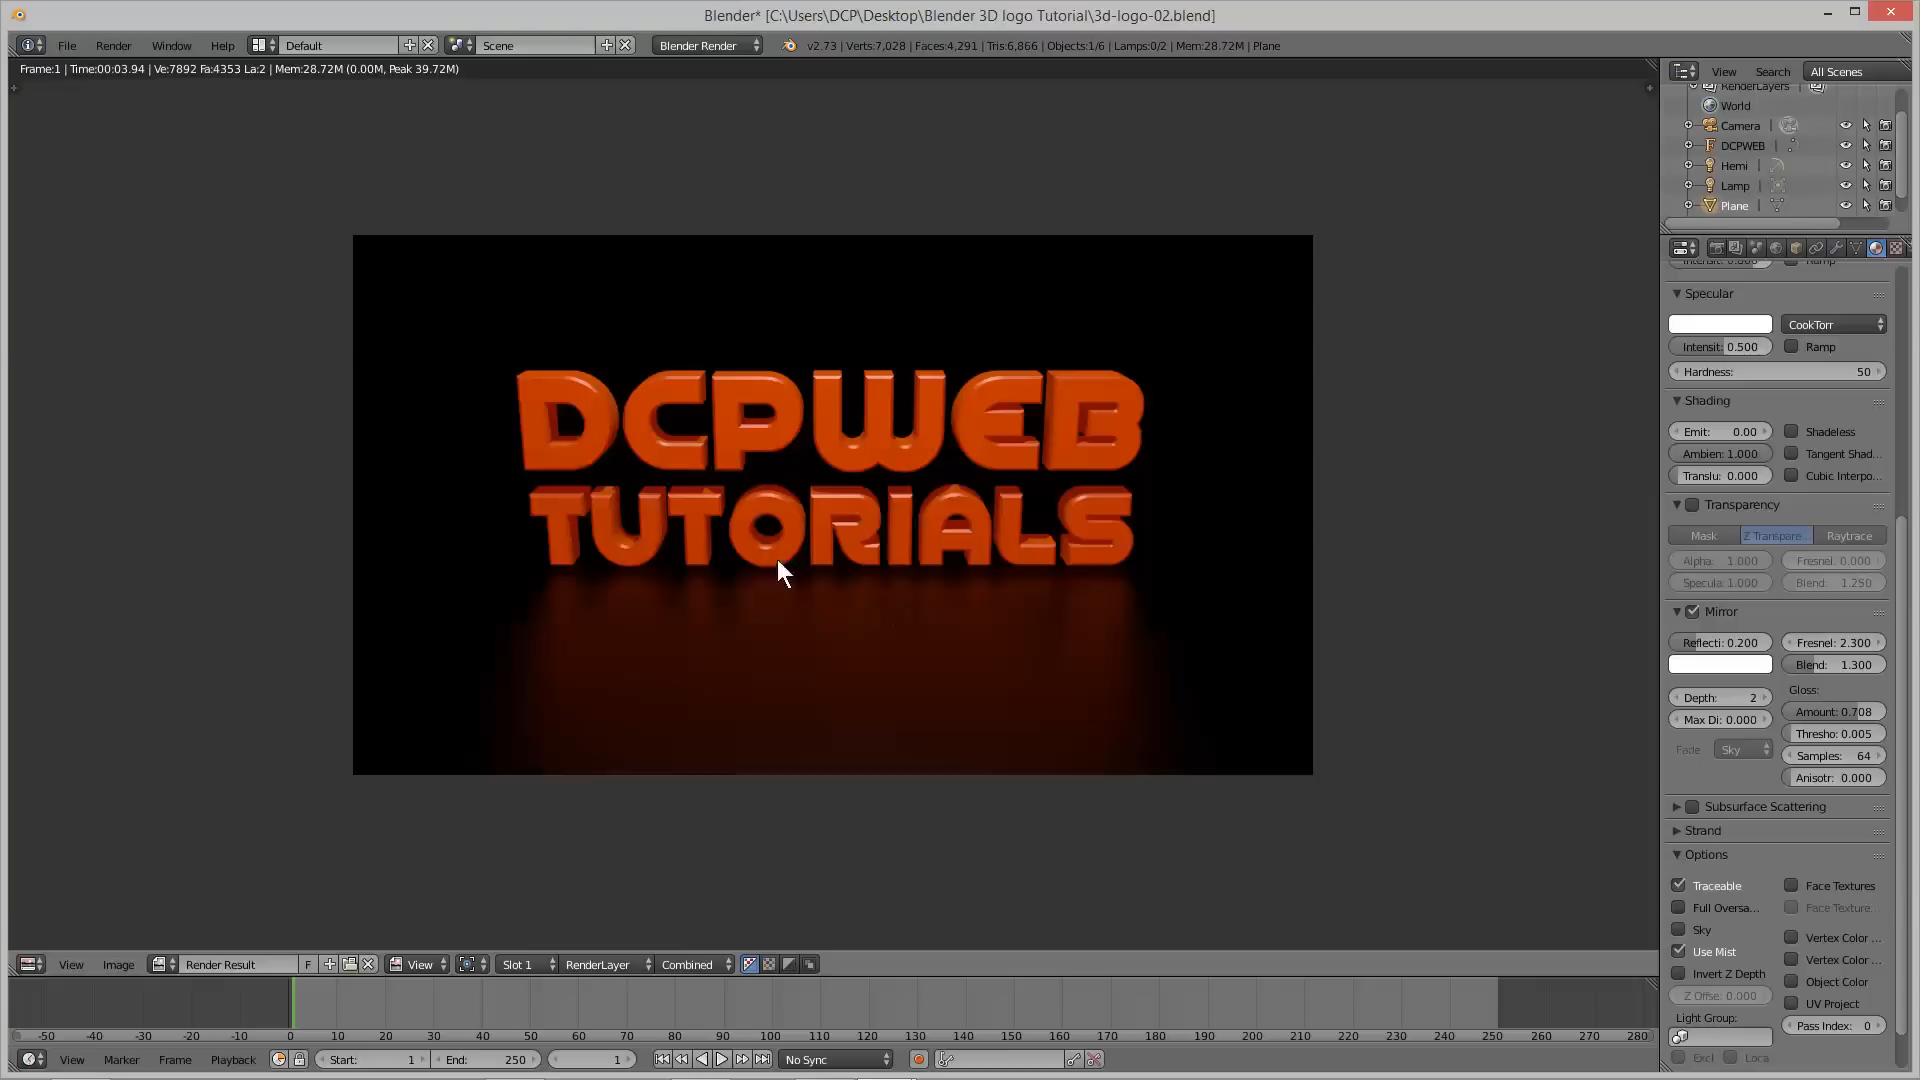 Blender* [C:\Users\DCP\Desktop\Blender 3D logo Tutorial\3d-logo-02.blend]
File Render Window Help Default Scene Blender Render v2.73 | Verts:7,028 | Faces:4,291 | Tris:6,866 | Objects:1/6 | Lamps:0/2 | Mem:28.72M | Plane
Frame:1 | Time:00:03.94 | Ve:7892 Fa:4353 La:2 | Mem:28.72M (0.00M, Peak 39.72M)
View Search All Scenes
RenderLayers
World
Camera
DCPWEB
Hemi
Lamp
Plane
Specular
CookTorr
Intensit: 0.500 Ramp
Hardness: 50
Shading
Emit: 0.00 Shadeless
Ambien: 1.000 Tangent Shad...
Translu: 0.000 Cubic Interpo...
Transparency
Mask Z Transpare... Raytrace
Alpha: 1.000 Fresnel: 0.000
Specula: 1.000 Blend: 1.250
Mirror
Reflecti: 0.200 Fresnel: 2.300
Blend: 1.300
Gloss:
Depth: 2 Amount: 0.708
Max Di: 0.000 Thresho: 0.005
Fade Sky Samples: 64
Anisotr: 0.000
Subsurface Scattering
Strand
Options
Traceable Face Textures
Full Oversa... Face Texture...
Sky Vertex Color ...
Use Mist Vertex Color ...
Invert Z Depth Object Color
Z Offse: 0.000 UV Project
Light Group: Pass Index: 0
Excl Loca
DCPWEB
TUTORIALS
View Image Render Result F View Slot 1 RenderLayer Combined
-50 -40 -30 -20 -10 0 10 20 30 40 50 60 70 80 90 100 110 120 130 140 150 160 170 180 190 200 210 220 230 240 250 260 270 280
View Marker Frame Playback Start: 1 End: 250 1 No Sync